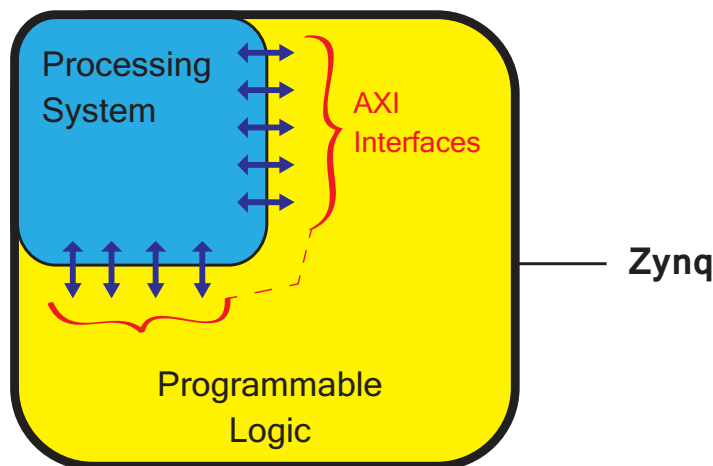 Processing
System
AXI
Interfaces
Zynq
Programmable
Logic